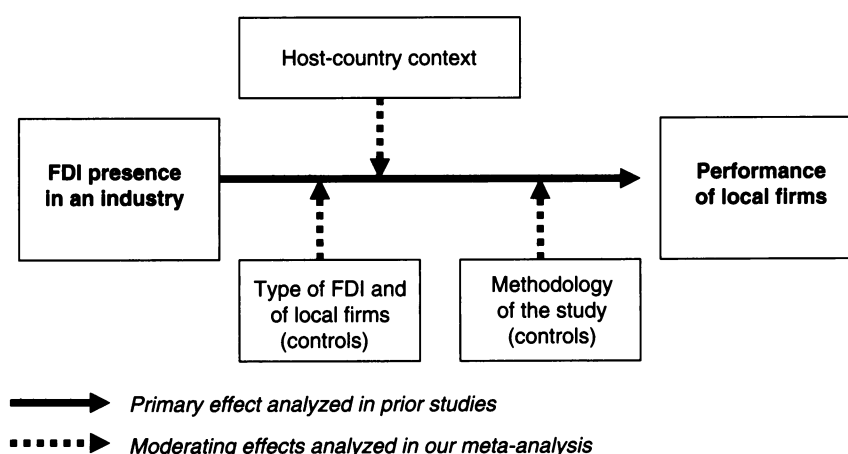 Host-country context
FDI presence
in an industry
Performance
of local firms
Type of FDI and
of local firms
(controls)
Methodology
of the study
(controls)
Primary effect analyzed in prior studies
Moderating effects analyzed in our meta-analysis